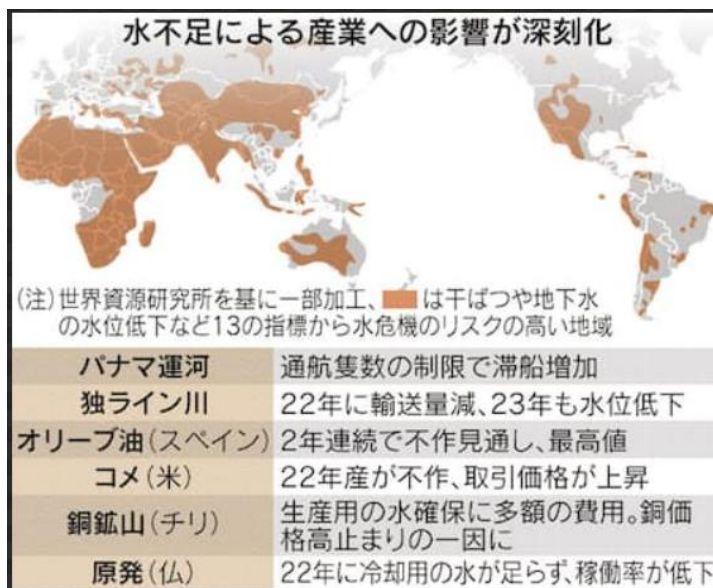 水不足による産業への影響が深刻化
(注)世界資源研究所を基に一部加工、は干ばつや地下水
の水位低下など13の指標から水危機のリスクの高い地域
パナマ運河 通航隻数の制限で滞船増加
独ライン川 22年に輸送量減、23年も水位低下
オリーブ油(スペイン) 2年連続で不作見通し、最高値
コメ(米) 22年産が不作、取引価格が上昇
銅鉱山(チリ) 生産用の水確保に多額の費用。銅価
格高止まりの一因に
原発(仏) 22年に冷却用の水が足らず、稼働率が低下